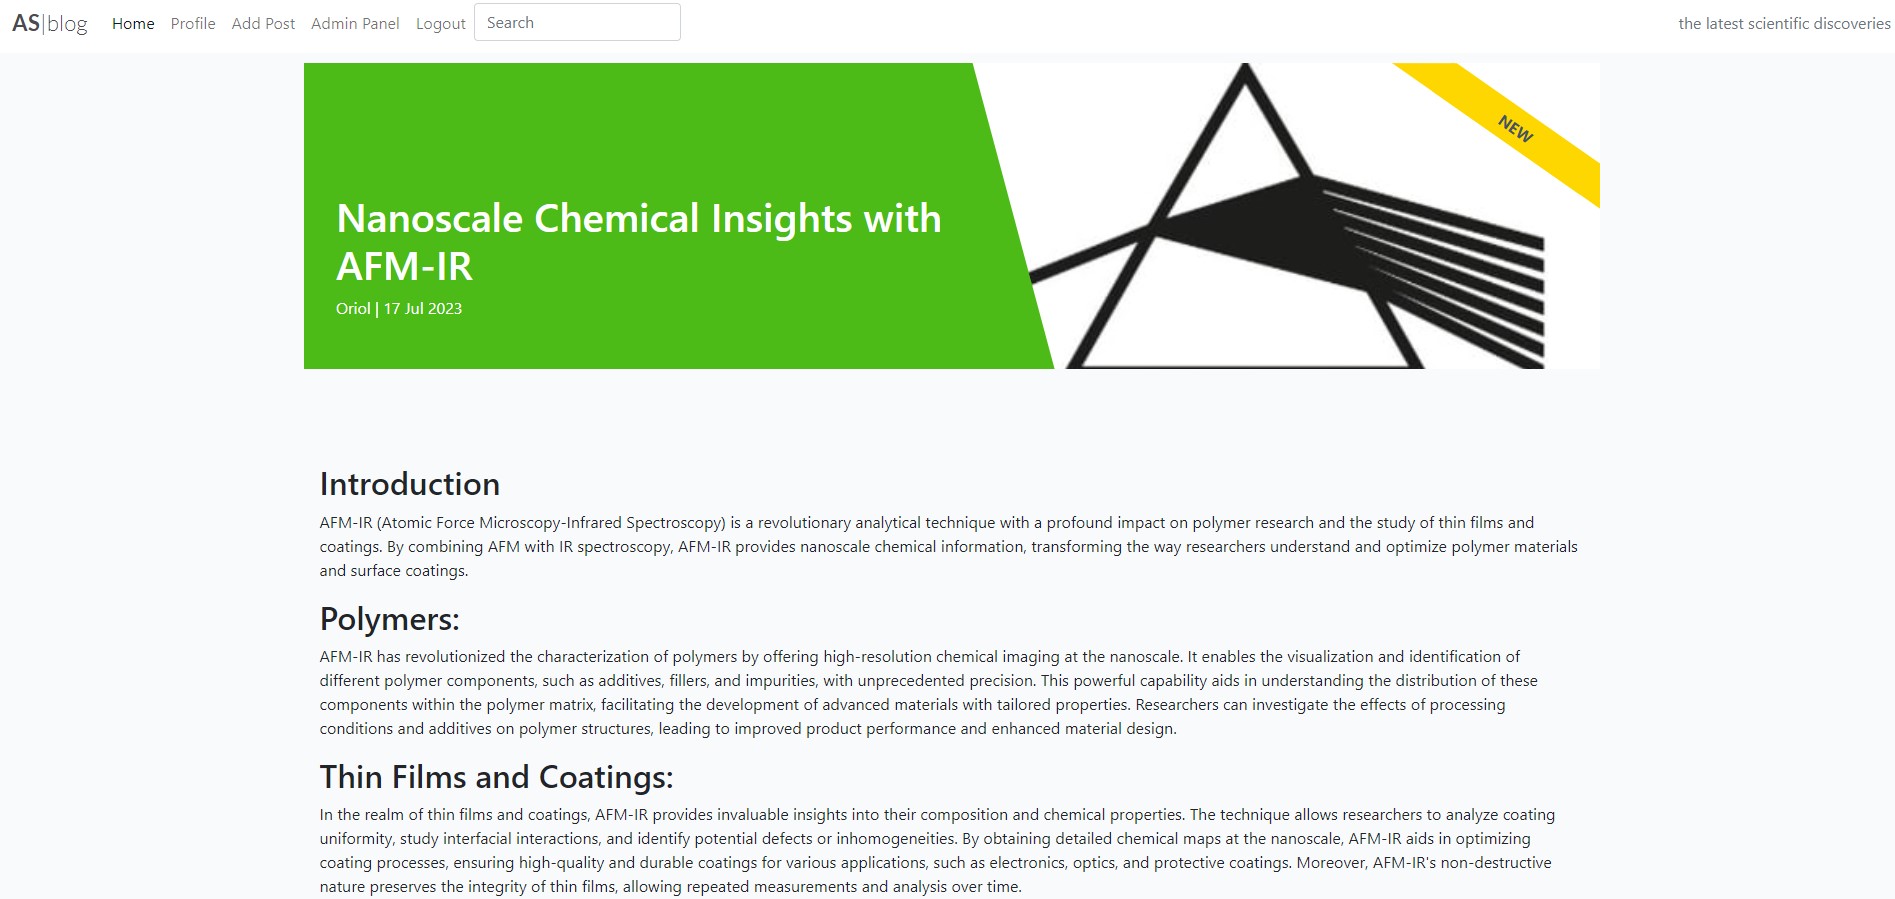 AS|blog Home Profile Add Post Admin Panel Logout Search the latest scientific discoveries
NEW
Nanoscale Chemical Insights with
AFM-IR
Oriol | 17 Jul 2023
Introduction
AFM-IR (Atomic Force Microscopy-Infrared Spectroscopy) is a revolutionary analytical technique with a profound impact on polymer research and the study of thin films and
coatings. By combining AFM with IR spectroscopy, AFM-IR provides nanoscale chemical information, transforming the way researchers understand and optimize polymer materials
and surface coatings.
Polymers:
AFM-IR has revolutionized the characterization of polymers by offering high-resolution chemical imaging at the nanoscale. It enables the visualization and identification of
different polymer components, such as additives, fillers, and impurities, with unprecedented precision. This powerful capability aids in understanding the distribution of these
components within the polymer matrix, facilitating the development of advanced materials with tailored properties. Researchers can investigate the effects of processing
conditions and additives on polymer structures, leading to improved product performance and enhanced material design.
Thin Films and Coatings:
In the realm of thin films and coatings, AFM-IR provides invaluable insights into their composition and chemical properties. The technique allows researchers to analyze coating
uniformity, study interfacial interactions, and identify potential defects or inhomogeneities. By obtaining detailed chemical maps at the nanoscale, AFM-IR aids in optimizing
coating processes, ensuring high-quality and durable coatings for various applications, such as electronics, optics, and protective coatings. Moreover, AFM-IR's non-destructive
nature preserves the integrity of thin films, allowing repeated measurements and analysis over time.